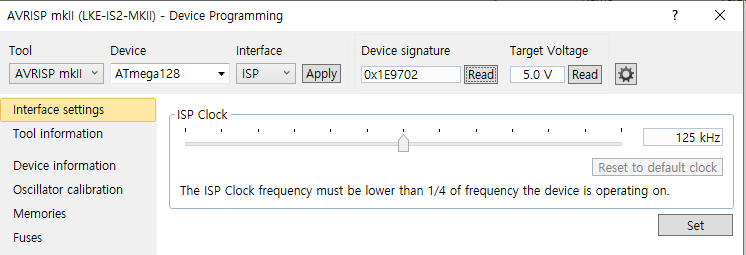 AVRISP mkII (LKE-IS2-MKII) - Device Programming
Tool Device Interface Device signature Target Voltage
AVRISP mkII ATmega128 ISP Apply 0x1E9702 Read 5.0 V Read
Interface settings
Tool information
Device information
Oscillator calibration
Memories
Fuses
ISP Clock
125 kHz
Reset to default clock
The ISP Clock frequency must be lower than 1/4 of frequency the device is operating on.
Set